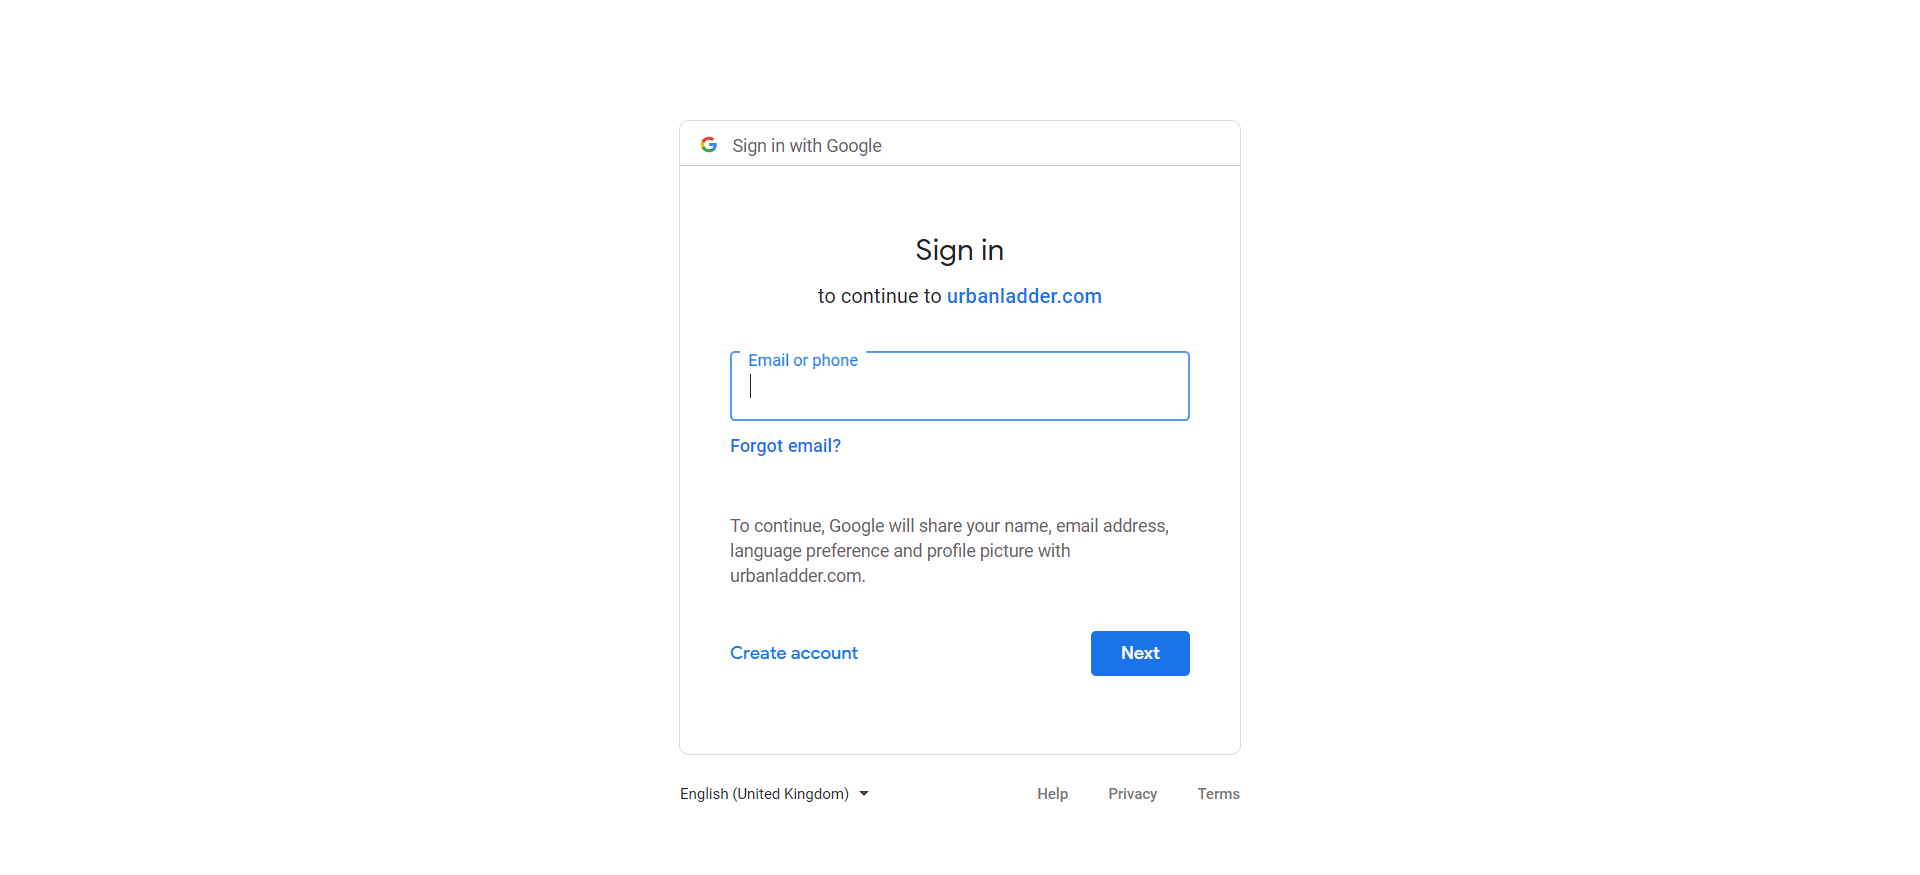 Sign in with Google
Sign in
to continue to urbanladder.com
Email or phone
Forgot email?
To continue, Google will share your name, email address,
language preference and profile picture with
urbanladder.com.
Create account
Next
English (United Kingdom)
Help
Privacy
Terms